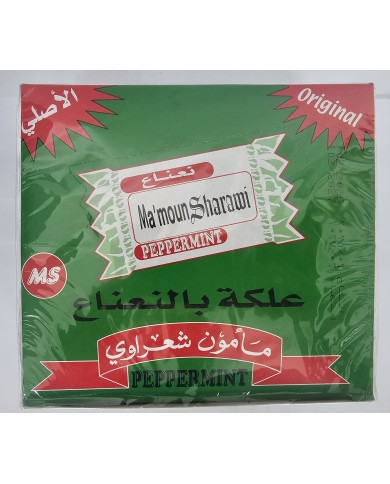 الأصلي
Original
نعناع
Ma'moun Sharawi
PEPPERMINT
MS
علكة بالنعناع
مأمون شعراوي
PEPPERMINT